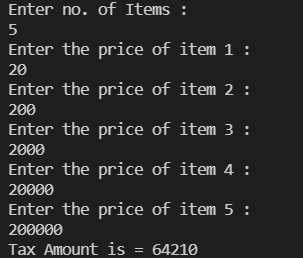 Enter no. of Items :
5
Enter the price of item 1 :
20
Enter the price of item 2 :
200
Enter the price of item 3 :
2000
Enter the price of item 4 :
20000
Enter the price of item 5 :
200000
Tax Amount is = 64210